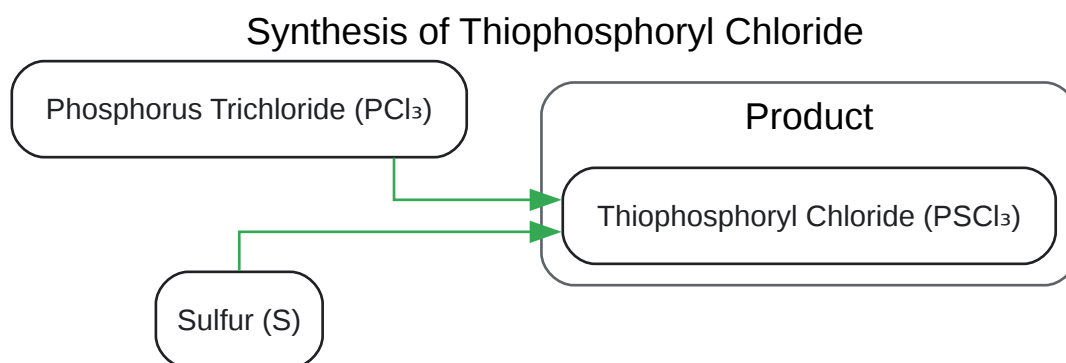 Synthesis of Thiophosphoryl Chloride
Phosphorus Trichloride (PCl₃)
Product
Thiophosphoryl Chloride (PSCl₃)
Sulfur (S)